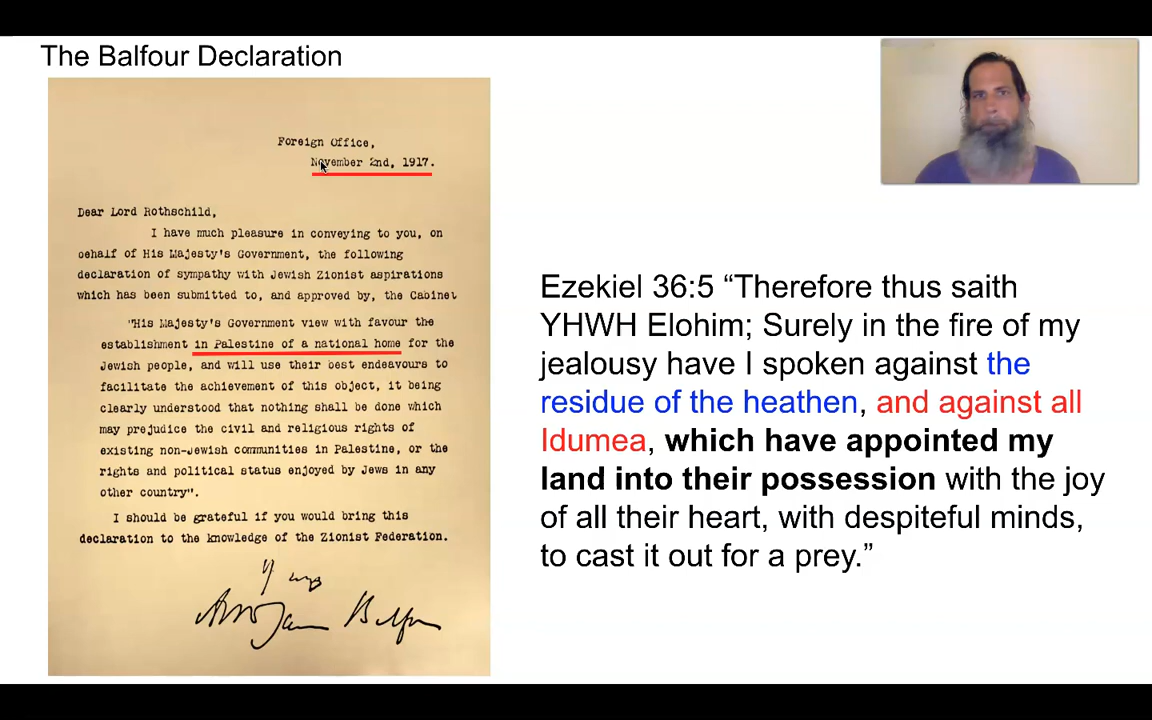 The Balfour Declaration
Foreign Office,
November 2nd, 1917.
Dear Lord Rothschild,
I have much pleasure in conveying to you, on
behalf of His Majesty's Government, the following
declaration of sympathy with Jewish Zionist aspirations
which has been submitted to, and approved by, the Cabinet
"His Majesty's Government view with favour the
establishment in Palestine of a national home for the
Jewish people, and will use their best endeavours to
facilitate the achievement of this object, it being
clearly understood that nothing shall be done which
may prejudice the civil and religious rights of
existing non-Jewish communities in Palestine, or the
rights and political status enjoyed by Jews in any
other country".
I should be grateful if you would bring this
declaration to the knowledge of the Zionist Federation.
Ezekiel 36:5 “Therefore thus saith
YHWH Elohim; Surely in the fire of my
jealousy have I spoken against the
residue of the heathen, and against all
Idumea, which have appointed my
land into their possession with the joy
of all their heart, with despiteful minds,
to cast it out for a prey.”